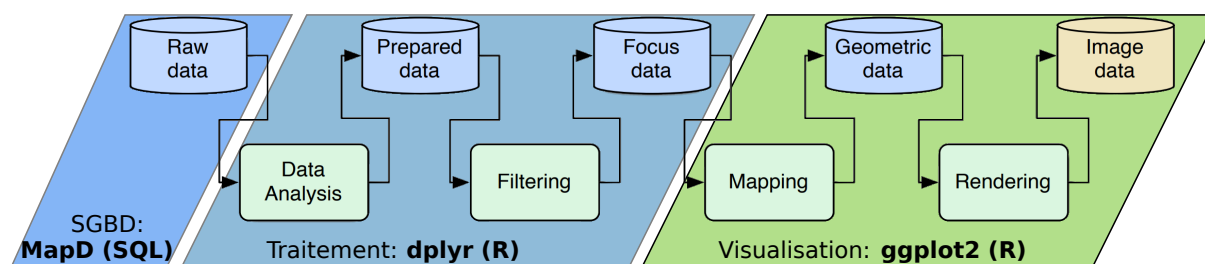 Raw
data
Prepared
data
Focus
data
Geometric
data
Image
data
Data
Analysis
Filtering
Mapping
Rendering
SGBD:
MapD (SQL)
Traitement: dplyr (R)
Visualisation: ggplot2 (R)